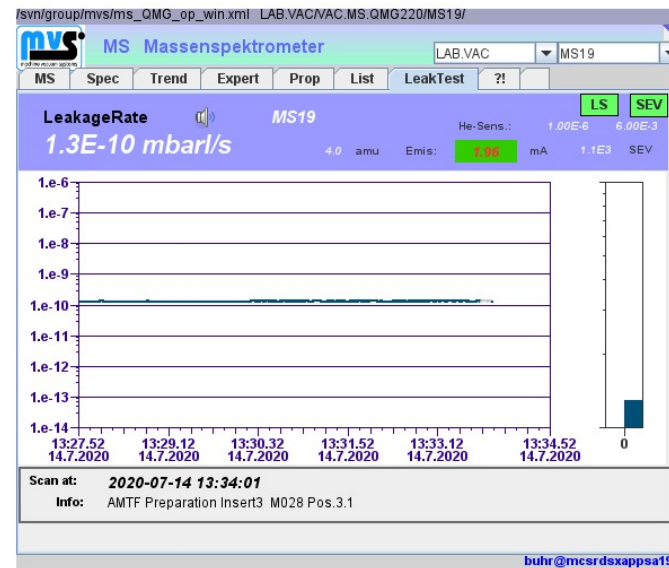 /svn/group/mvs/ms_QMG_op_win.xml LAB.VAC/VAC.MS.QMG220/MS19/
mvs MS Massenspektrometer LAB.VAC MS19
MS Spec Trend Expert Prop List LeakTest ?!
LS SEV
LeakageRate MS19 He-Sens.: 1.00E-6 6.00E-3
1.3E-10 mbarl/s 4.0 amu Emis: 1.96 mA 1.1E3 SEV
1.e-6
1.e-7
1.e-8
1.e-9
1.e-10
1.e-11
1.e-12
1.e-13
1.e-14
13:27.52 13:29.12 13:30.32 13:31.52 13:33.12 13:34.52 0
14.7.2020 14.7.2020 14.7.2020 14.7.2020 14.7.2020 14.7.2020
Scan at: 2020-07-14 13:34:01
Info: AMTF Preparation Insert3 M028 Pos.3.1
buhr@mcsrdsxappsa19